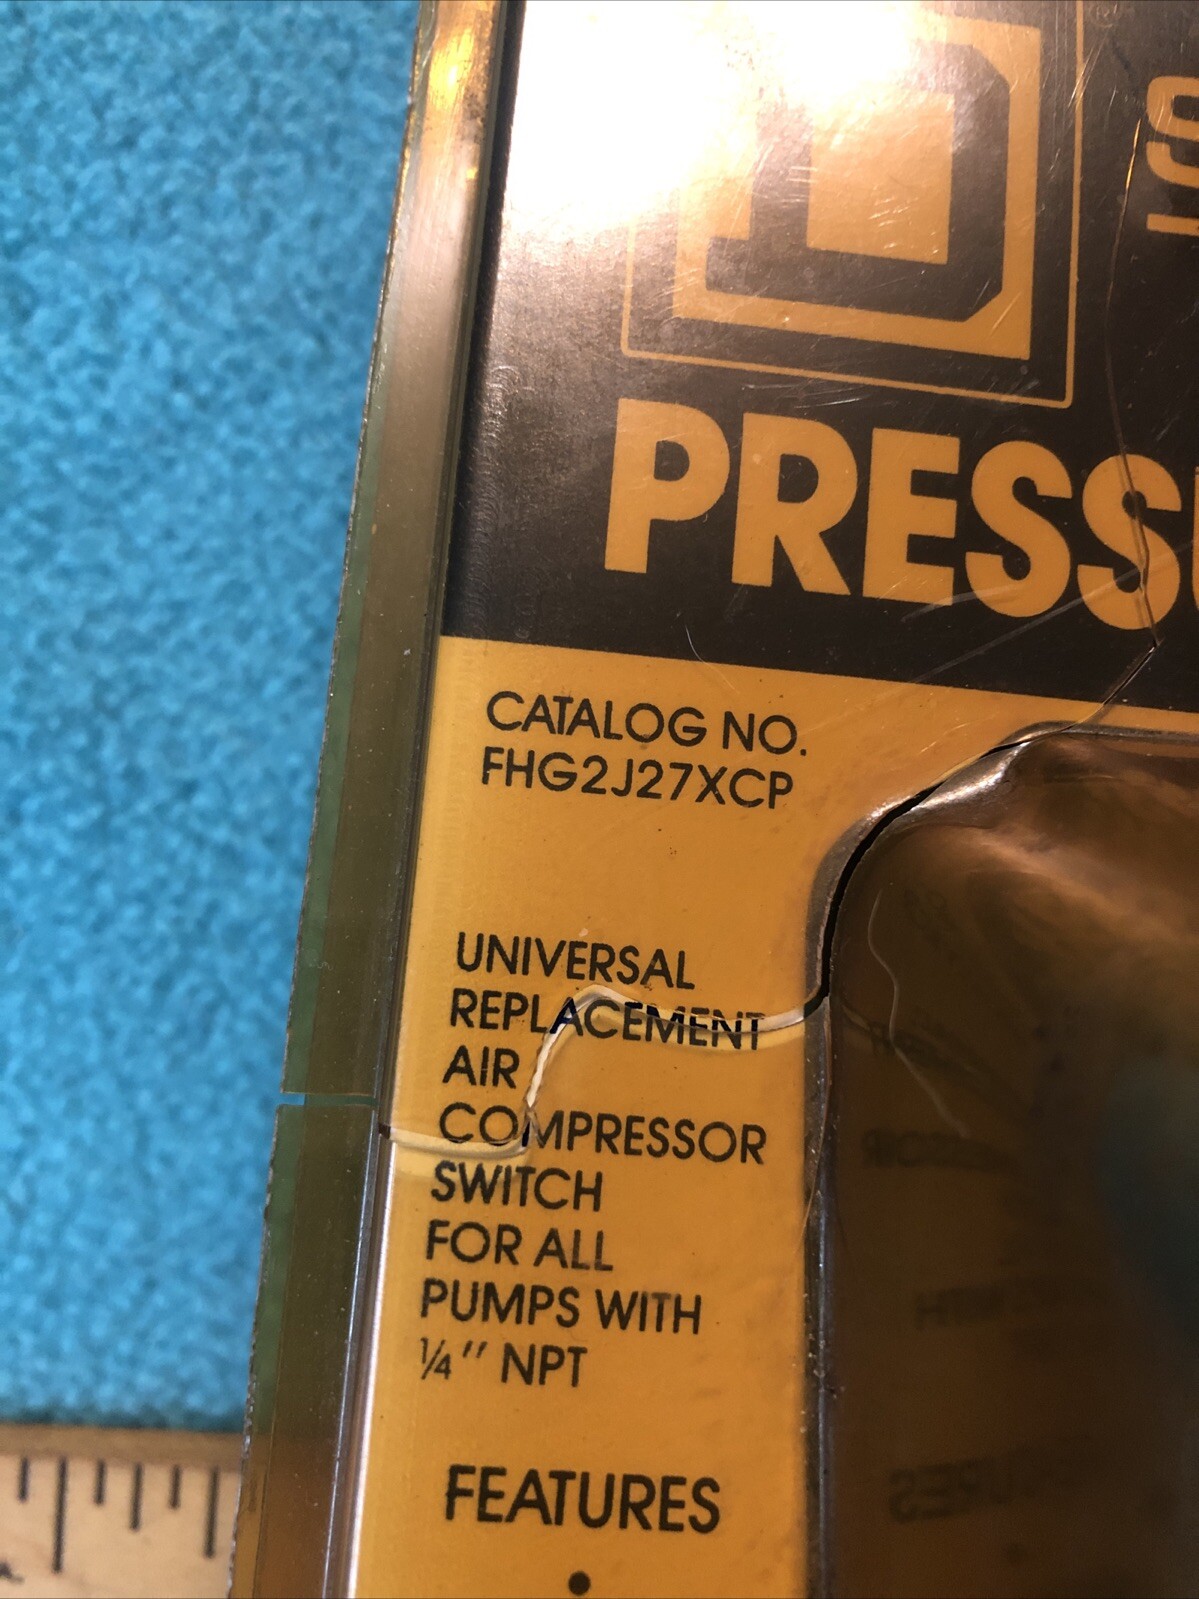 D
PRESS
CATALOG NO.
FHG2J27XCP
UNIVERSAL
REPLACEMENT
AIR
COMPRESSOR
SWITCH
FOR ALL
PUMPS WITH
¼" NPT
FEATURES
•